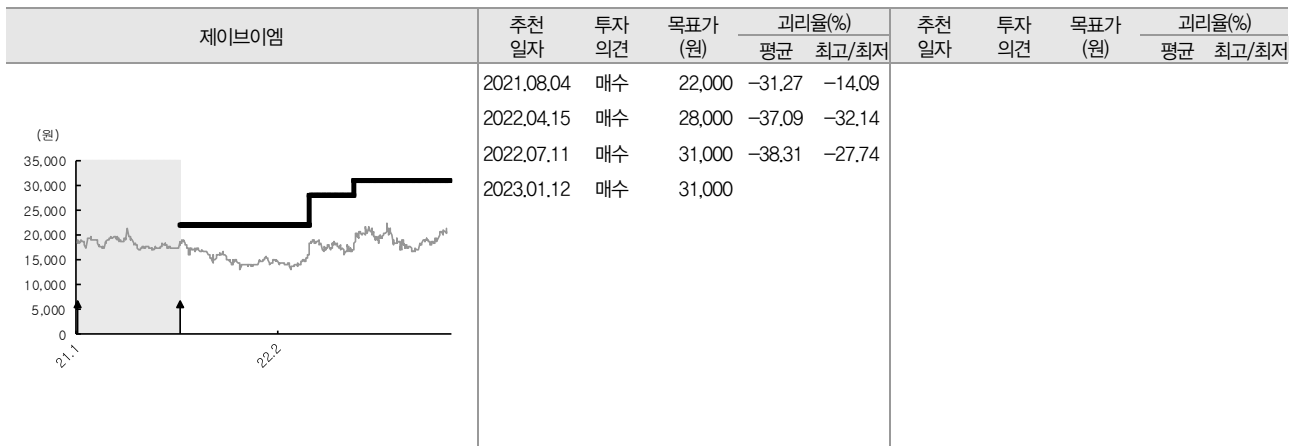 제이브이엠
추천 일자 투자 의견 목표가 (원) 괴리율(%) 평균 최고/최저
추천 일자 투자 의견 목표가 (원) 괴리율(%) 평균 최고/최저
2021.08.04 매수 22,000 -31.27 -14.09
2022.04.15 매수 28,000 -37.09 -32.14
2022.07.11 매수 31,000 -38.31 -27.74
2023.01.12 매수 31,000
(원)
35,000
30,000
25,000
20,000
15,000
10,000
5,000
0
21.1
22.2